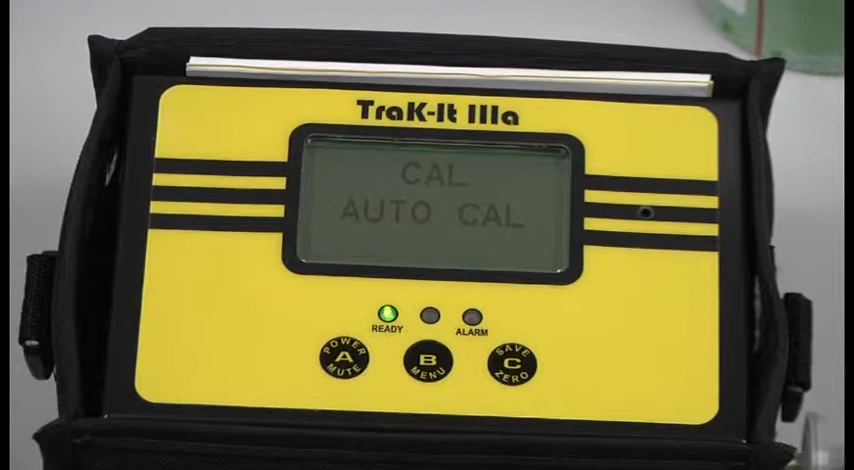 TraK-It IIIa
CAL
AUTO CAL
READY
ALARM
POWER
A
MUTE
B
MENU
SAVE
C
ZERO